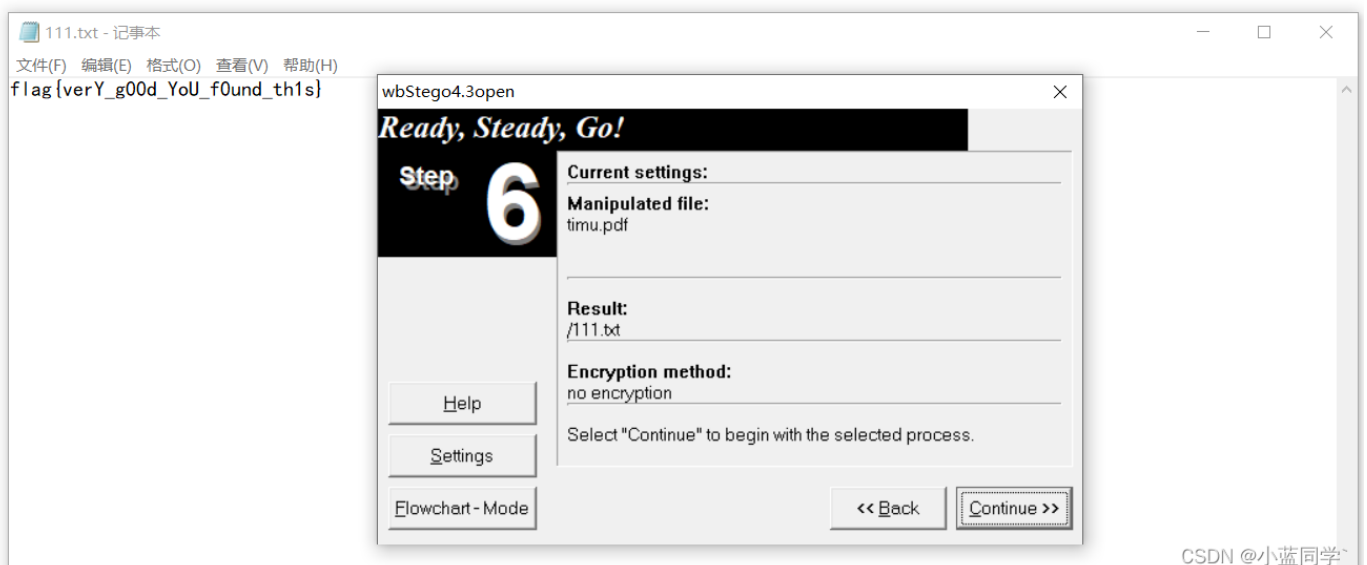 111.txt - 记事本
文件(F) 编辑(E) 格式(O) 查看(V) 帮助(H)
flag{verY_g00d_YoU_f0und_th1s}
wbStego4.3open
Ready, Steady, Go!
Step 6
Current settings:
Manipulated file:
timu.pdf
Result:
/111.txt
Encryption method:
no encryption
Select "Continue" to begin with the selected process.
Help
Settings
Flowchart-Mode
<< Back
Continue >>
CSDN @小蓝同学`